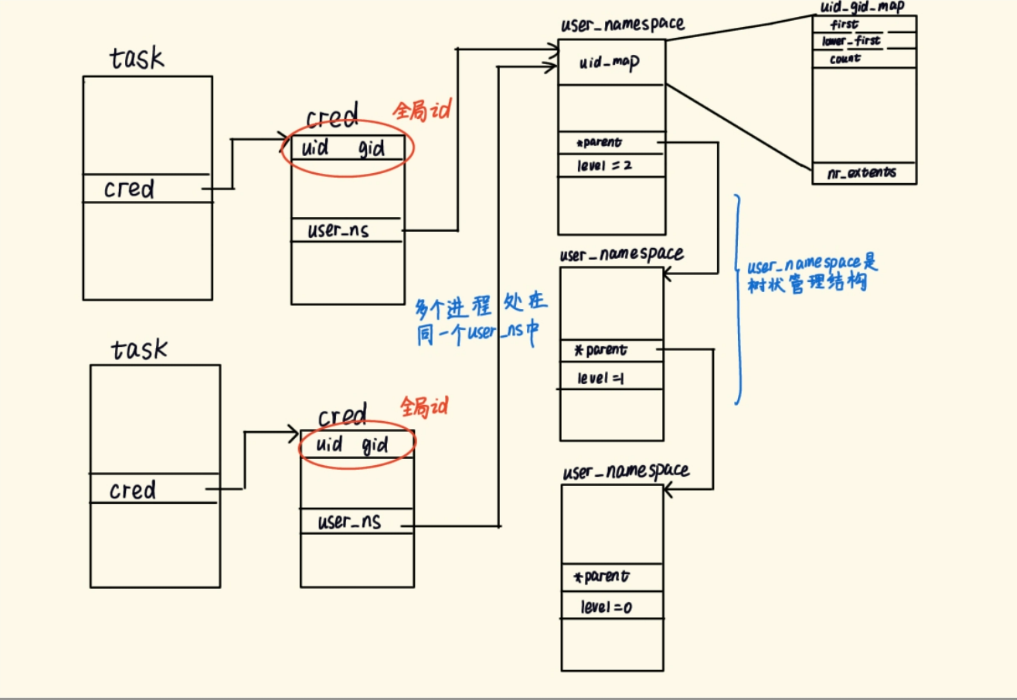 task
cred
cred
全局id
uid gid
user_ns
task
cred
cred
全局id
uid gid
user_ns
多个进程处在
同一个user_ns中
user_namespace
uid_map
*parent
level=2
user_namespace
*parent
level=1
user_namespace
*parent
level=0
uid_gid_map
first
lower_first
count
nr_extents
user_namespace是
树状管理结构